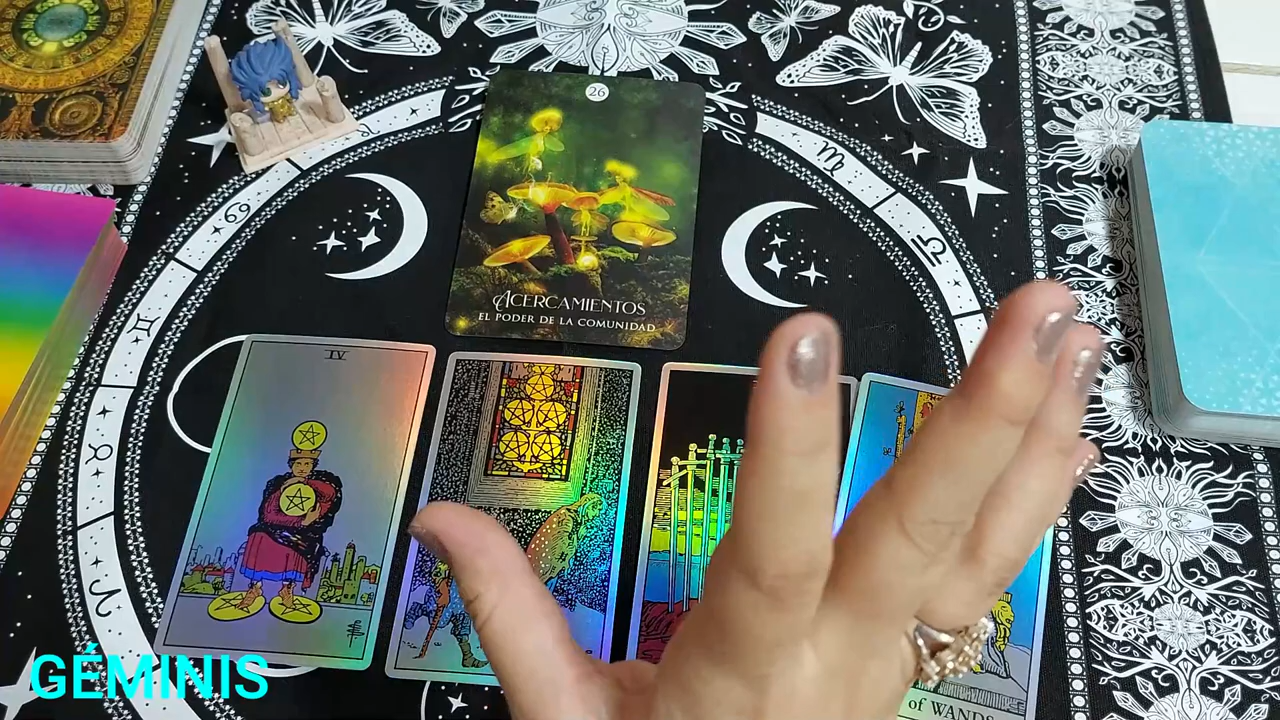 26
ACERCAMIENTOS
EL PODER DE LA COMUNIDAD
IV
of WANDS
GÉMINIS